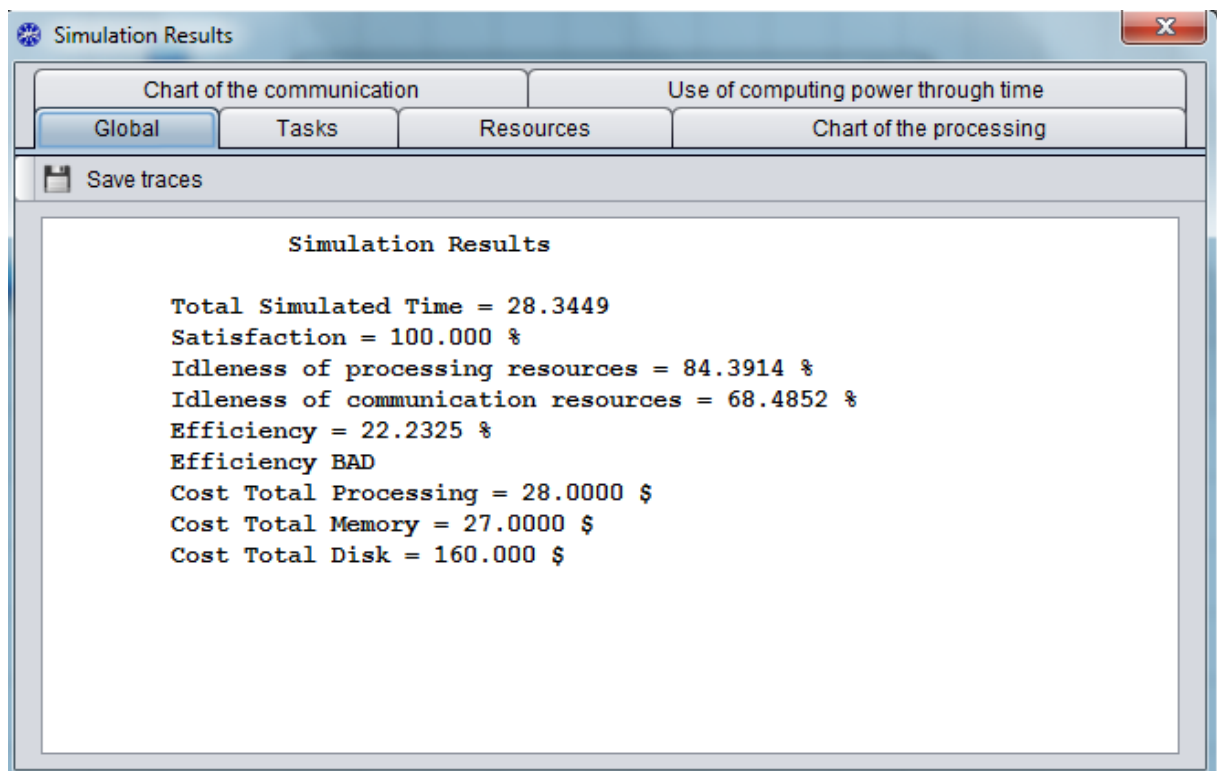 Simulation Results
X
Chart of the communication
Use of computing power through time
Global
Tasks
Resources
Chart of the processing
Save traces
Simulation Results
Total Simulated Time = 28.3449
Satisfaction = 100.000 %
Idleness of processing resources = 84.3914 %
Idleness of communication resources = 68.4852 %
Efficiency = 22.2325 %
Efficiency BAD
Cost Total Processing = 28.0000 $
Cost Total Memory = 27.0000 $
Cost Total Disk = 160.000 $